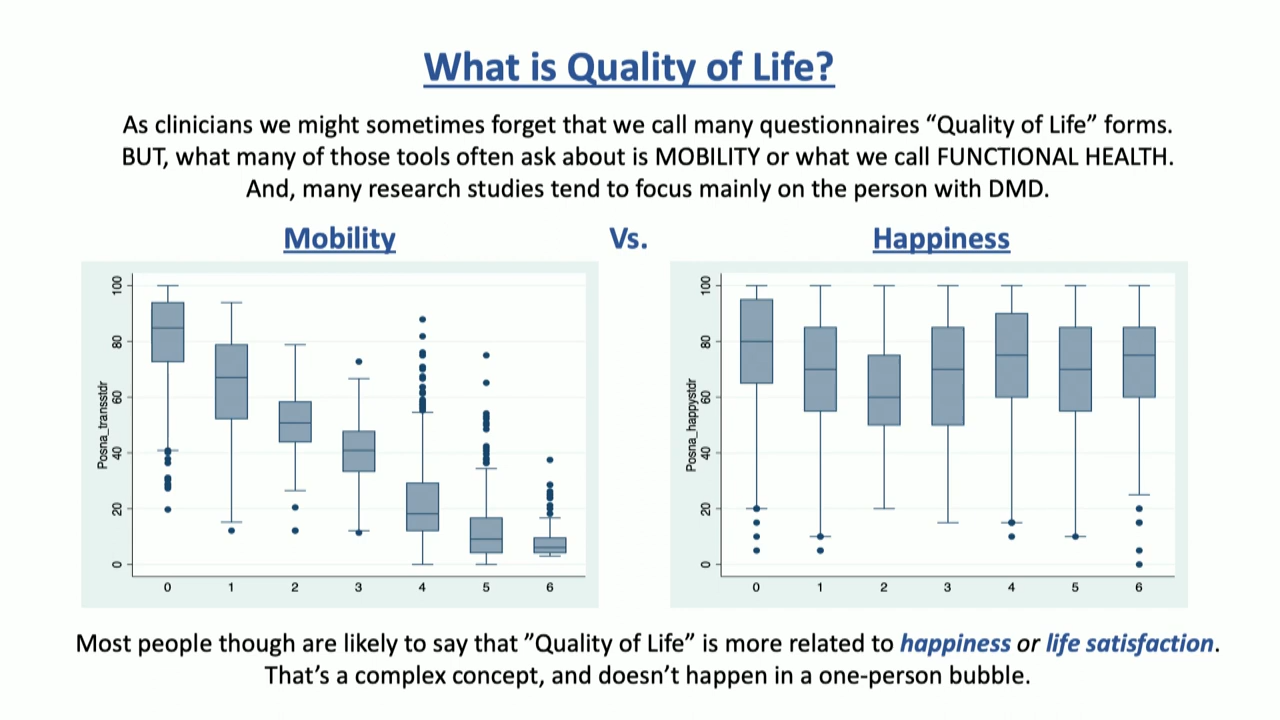 What is Quality of Life?
As clinicians we might sometimes forget that we call many questionnaires “Quality of Life” forms.
BUT, what many of those tools often ask about is MOBILITY or what we call FUNCTIONAL HEALTH.
And, many research studies tend to focus mainly on the person with DMD.
Mobility Vs. Happiness
Posna_transstdr
100
80
60
40
20
0
0 1 2 3 4 5 6
Posna_happystdr
100
80
60
40
20
0
0 1 2 3 4 5 6
Most people though are likely to say that ”Quality of Life” is more related to happiness or life satisfaction.
That’s a complex concept, and doesn’t happen in a one-person bubble.